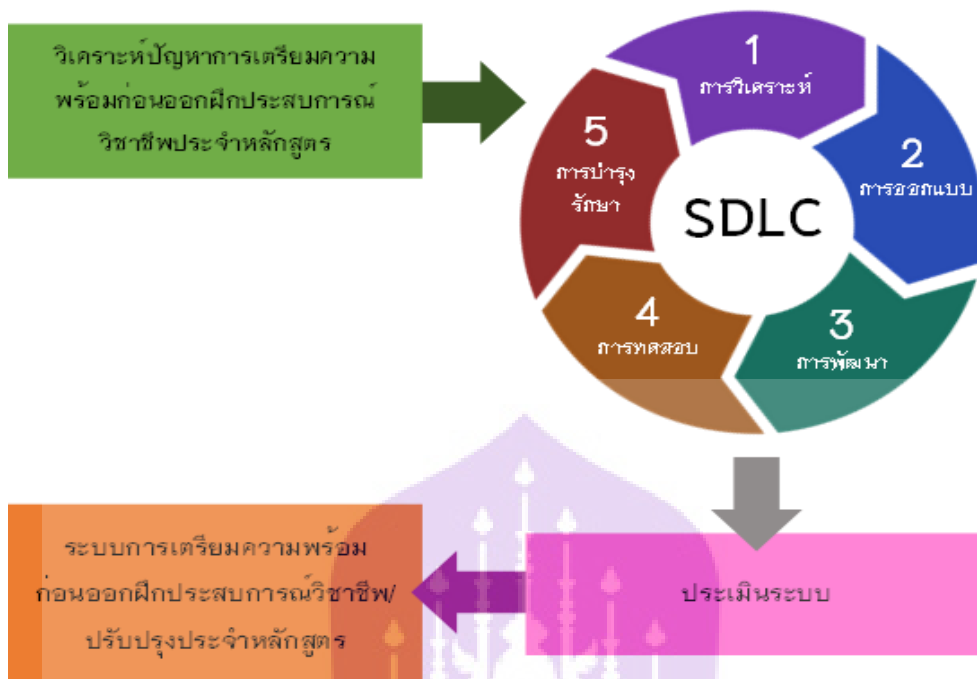 วิเคราะห์ปัญหาการเตรียมความ
พร้อมก่อนออกฝึกประสบการณ์
วิชาชีพประจำหลักสูตร
1
การวิเคราะห์
2
การออกแบบ
3
การพัฒนา
4
การทดสอบ
5
การบำรุง
รักษา
SDLC
ประเมินระบบ
ระบบการเตรียมความพร้อม
ก่อนออกฝึกประสบการณ์วิชาชีพ/
ปรับปรุงประจำหลักสูตร